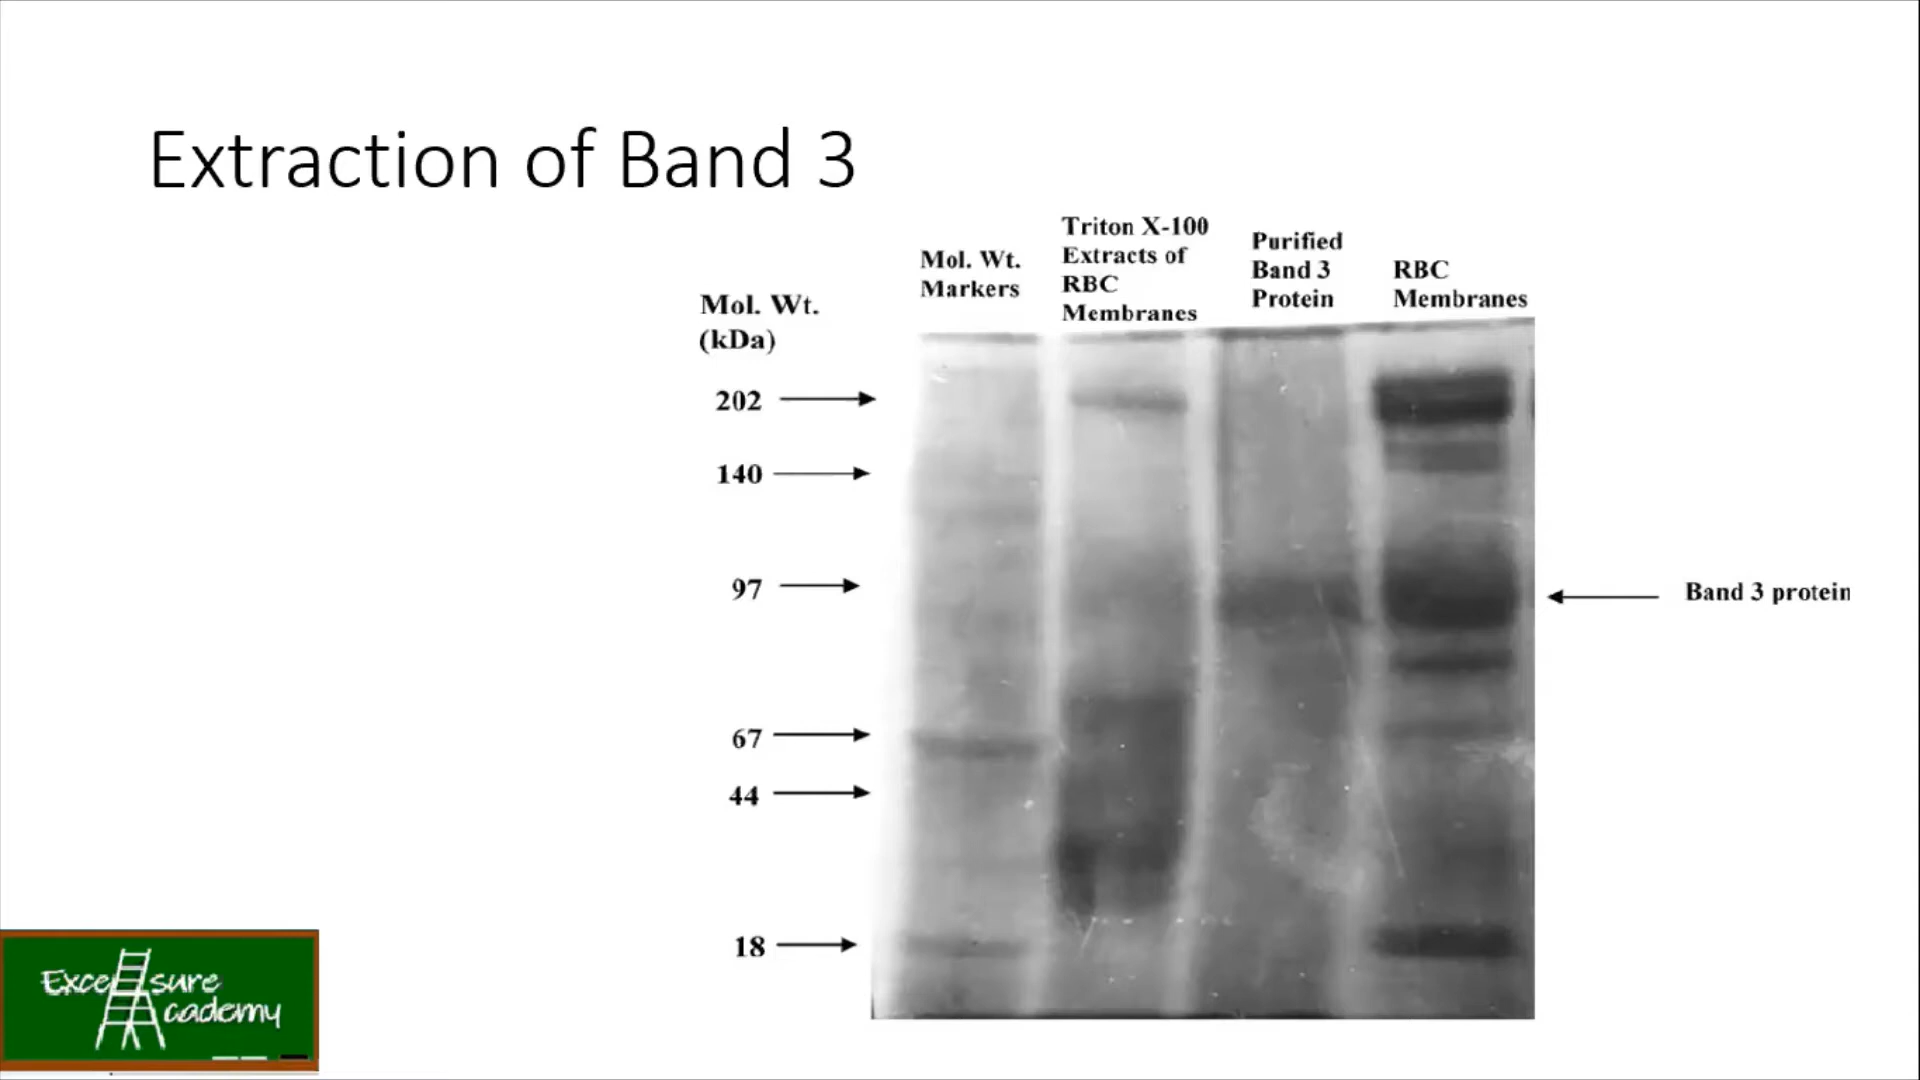 Extraction of Band 3
Mol. Wt.
(kDa)
Mol. Wt.
Markers
Triton X-100
Extracts of
RBC
Membranes
Purified
Band 3
Protein
RBC
Membranes
202
140
97
67
44
18
Band 3 protein
Excel sure
Academy